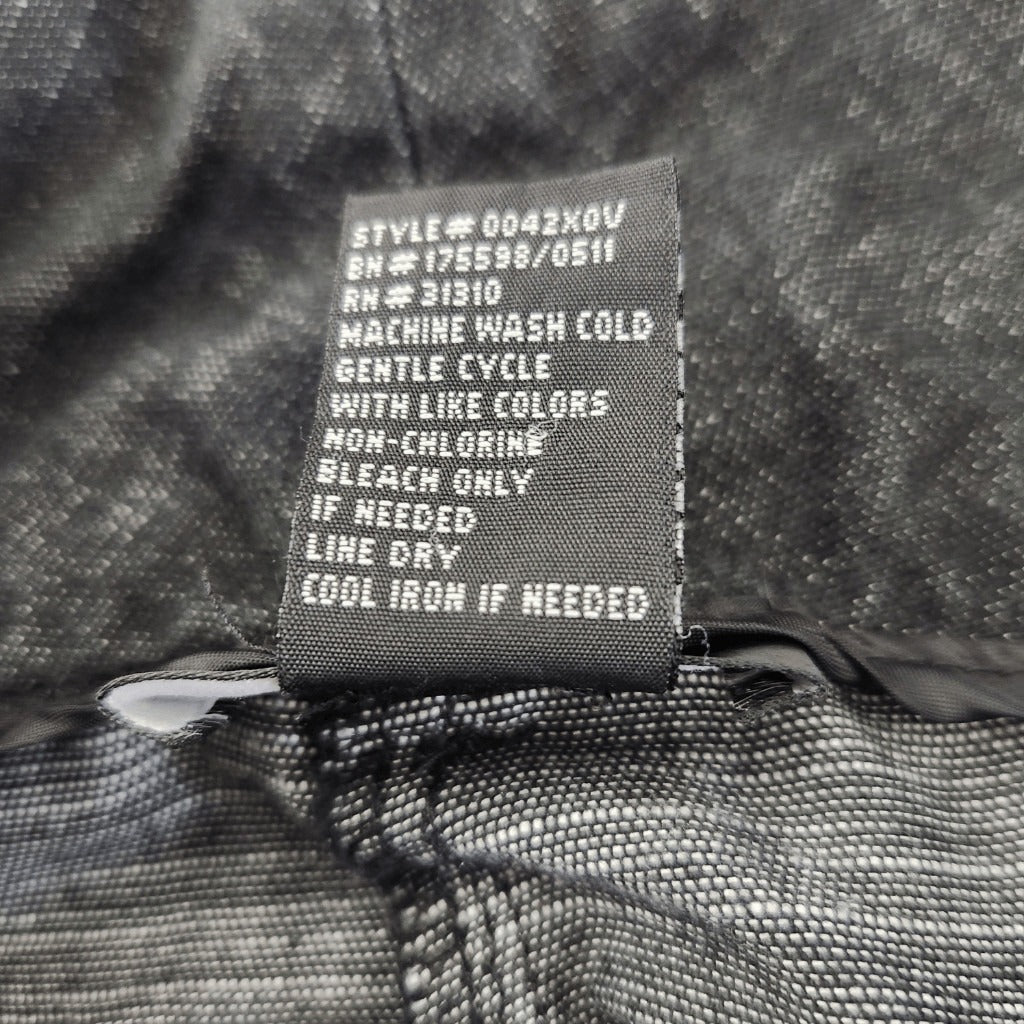 STYLE# 0042XOV
BN#175598/0511
RN#31310
MACHINE WASH COLD
GENTLE CYCLE
WITH LIKE COLORS
NON-CHLORINE
BLEACH ONLY
IF NEEDED
LINE DRY
COOL IRON IF NEEDED